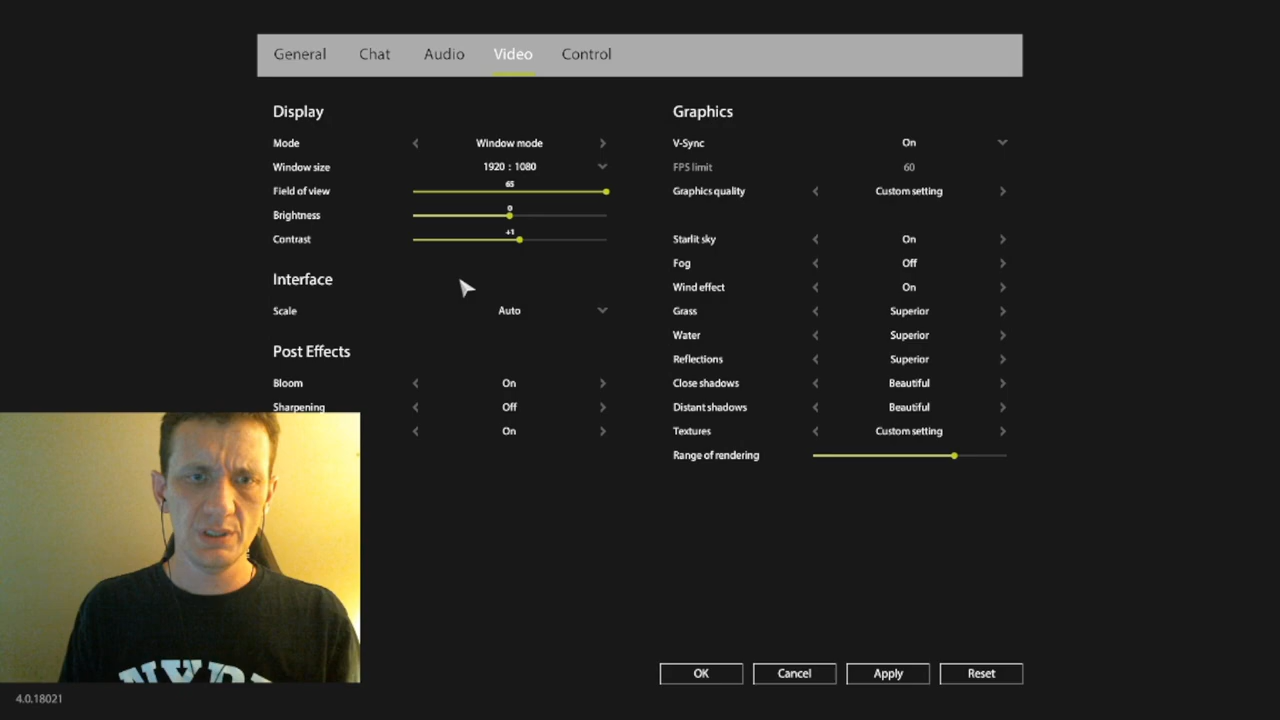 General Chat Audio Video Control
Display
Mode Window mode
Window size 1920 : 1080
Field of view 65
Brightness 0
Contrast +1
Interface
Scale Auto
Post Effects
Bloom On
Sharpening Off
On
Graphics
V-Sync On
FPS limit 60
Graphics quality Custom setting
Starlit sky On
Fog Off
Wind effect On
Grass Superior
Water Superior
Reflections Superior
Close shadows Beautiful
Distant shadows Beautiful
Textures Custom setting
Range of rendering
OK Cancel Apply Reset
4.0.18021